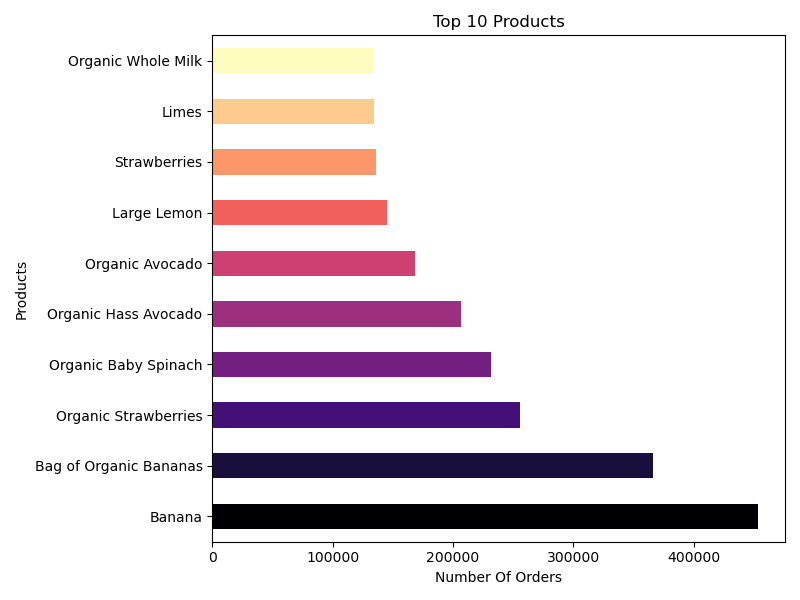 Top 10 Products
Organic Whole Milk
Limes
Strawberries
Large Lemon
Organic Avocado
Organic Hass Avocado
Organic Baby Spinach
Organic Strawberries
Bag of Organic Bananas
Banana
Products
0 100000 200000 300000 400000
Number Of Orders